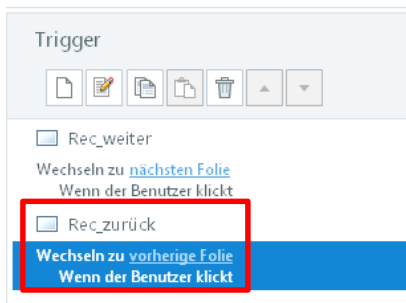 Trigger
Rec_weiter
Wechseln zu nächsten Folie
Wenn der Benutzer klickt
Rec_zurück
Wechseln zu vorherige Folie
Wenn der Benutzer klickt